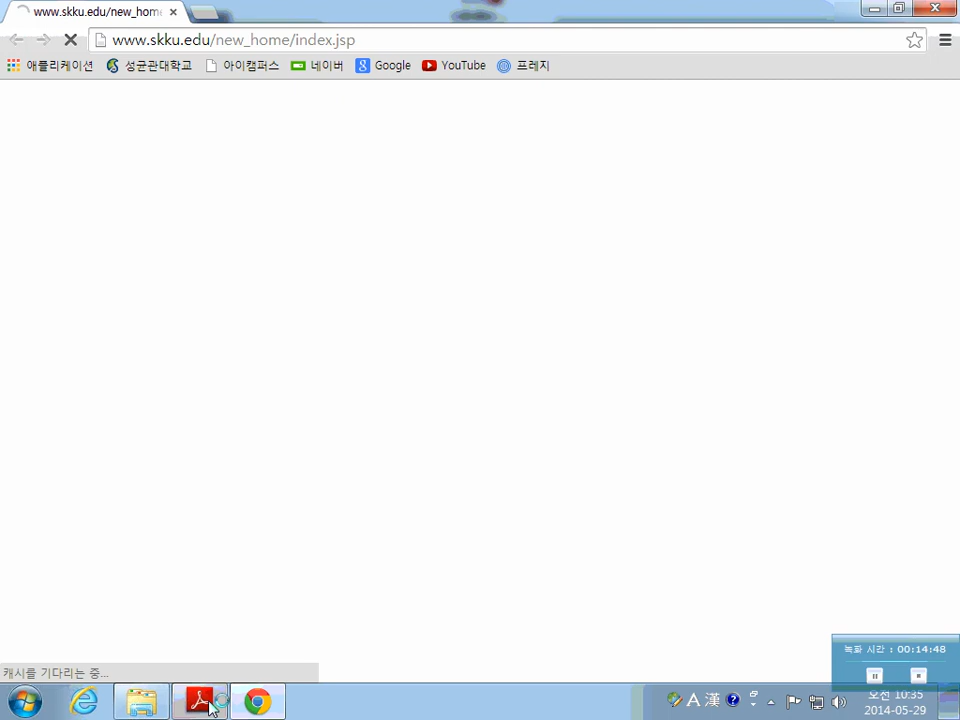 www.skku.edu/new_hom
www.skku.edu/new_home/index.jsp
애플리케이션 성균관대학교 아이캠퍼스 네이버 Google YouTube 프레지
캐시를 기다리는 중...
녹화 시간 : 00:14:48
A 漢
오전 10:35
2014-05-29